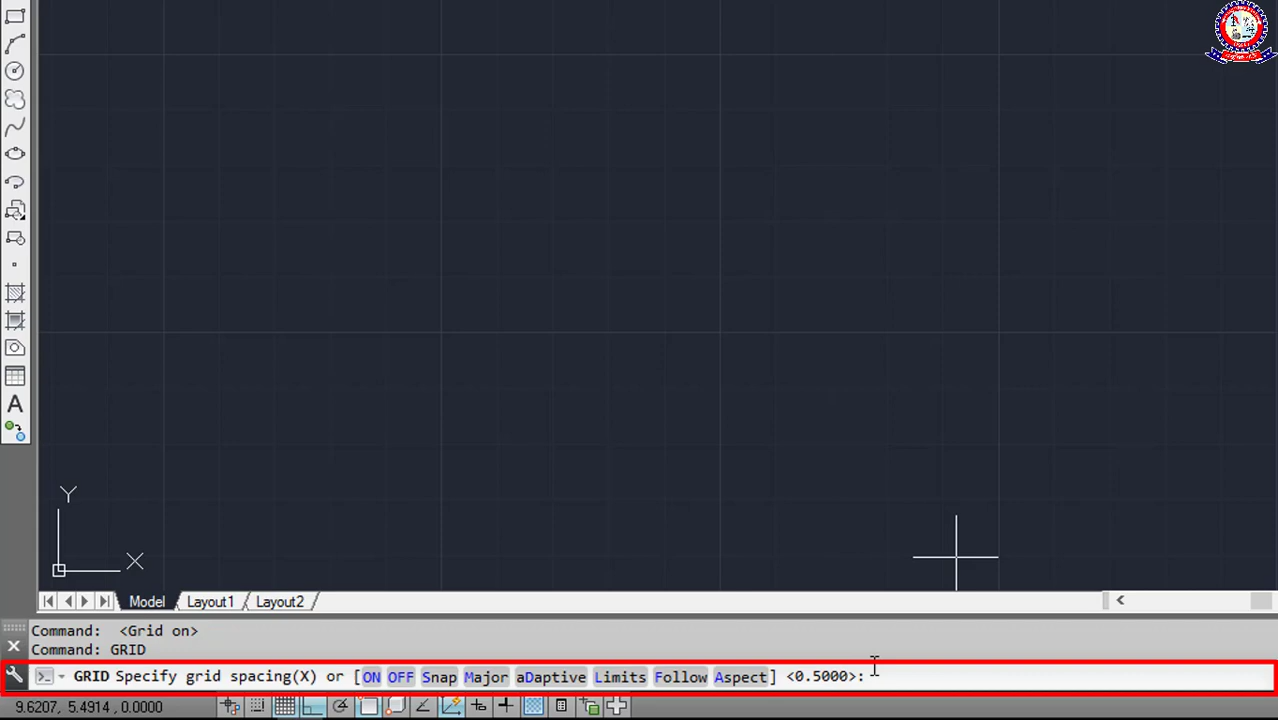 A
Y
X
Model Layout1 Layout2
Command: <Grid on>
Command: GRID
GRID Specify grid spacing(X) or [ON OFF Snap Major aDaptive Limits Follow Aspect] <0.5000>:
9.6207, 5.4914 , 0.0000